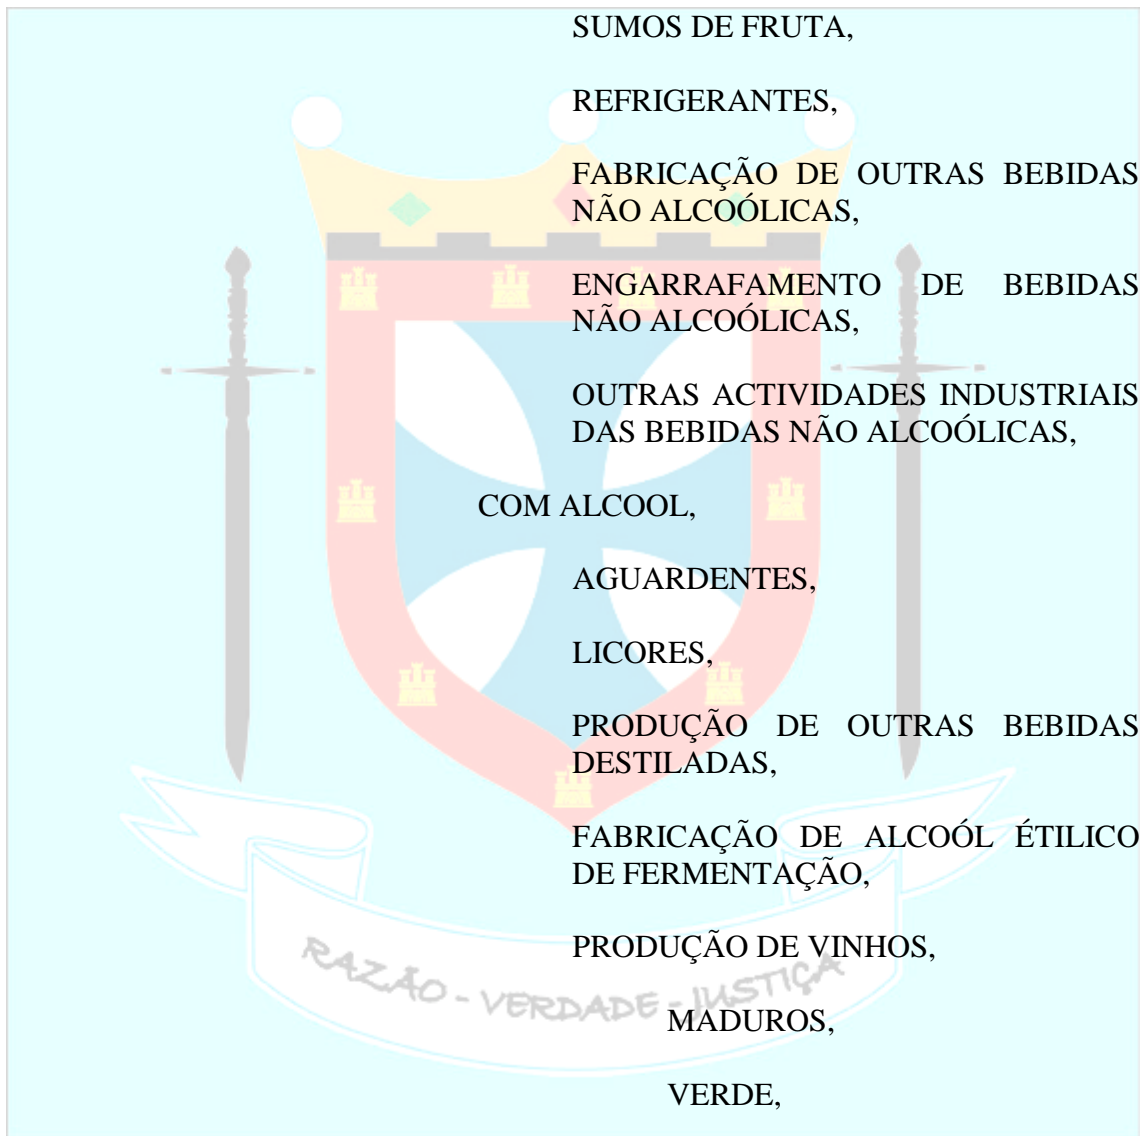 SUMOS DE FRUTA,
REFRIGERANTES,
FABRICAÇÃO DE OUTRAS BEBIDAS
NÃO ALCOÓLICAS,
ENGARRAFAMENTO DE BEBIDAS
NÃO ALCOÓLICAS,
OUTRAS ACTIVIDADES INDUSTRIAIS
DAS BEBIDAS NÃO ALCOÓLICAS,
COM ALCOOL,
AGUARDENTES,
LICORES,
PRODUÇÃO DE OUTRAS BEBIDAS
DESTILADAS,
FABRICAÇÃO DE ALCOÓL ÉTILICO
DE FERMENTAÇÃO,
PRODUÇÃO DE VINHOS,
RAZÃO - VERDADE - JUSTIÇA
MADUROS,
VERDE,